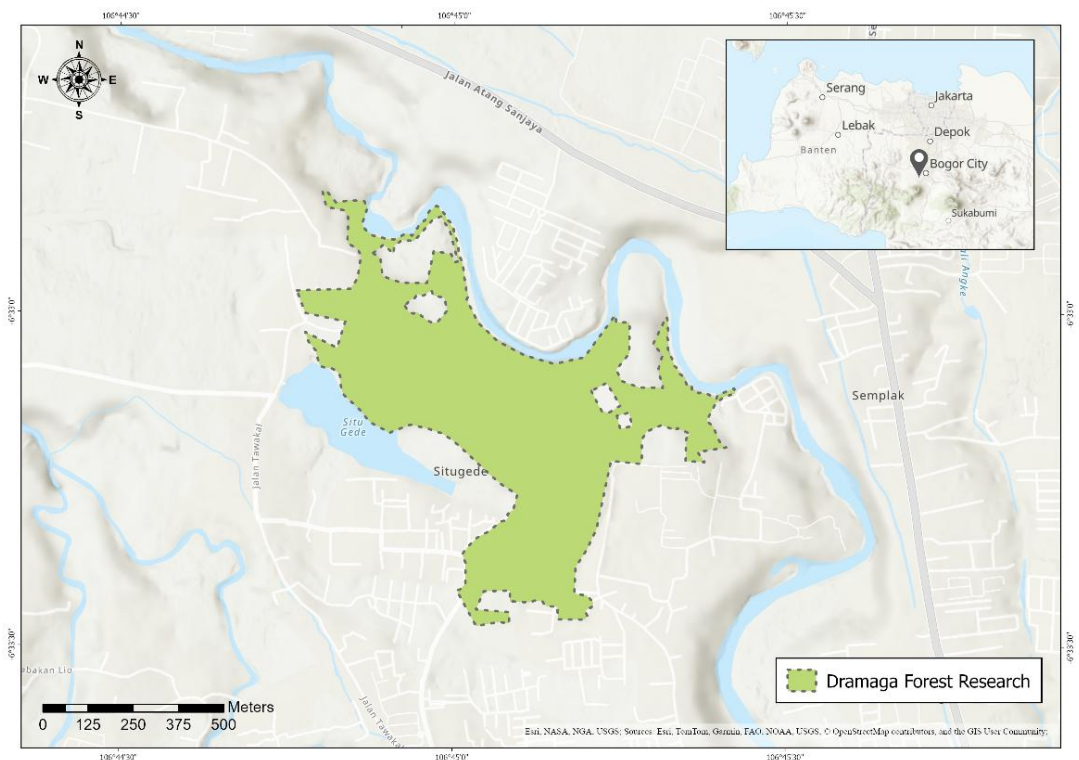 106°44'30"
106°45'0"
106°45'30"
N
W E
S
Jalan Atang Sanjaya
Serang
Jakarta
Lebak
Depok
Banten
Bogor City
Sukabumi
Angke
-6°33'0"
-6°33'0"
Situ
Gede
Situgede
Semplak
Jalan Tawakal
-6°33'30"
-6°33'30"
bakan Lio
Jalan Tawakal
Dramaga Forest Research
Meters
0 125 250 375 500
Esri, NASA, NGA, USGS; Sources: Esri, TomTom, Garmin, FAO, NOAA, USGS, © OpenStreetMap contributors, and the GIS User Community;
106°44'30"
106°45'0"
106°45'30"